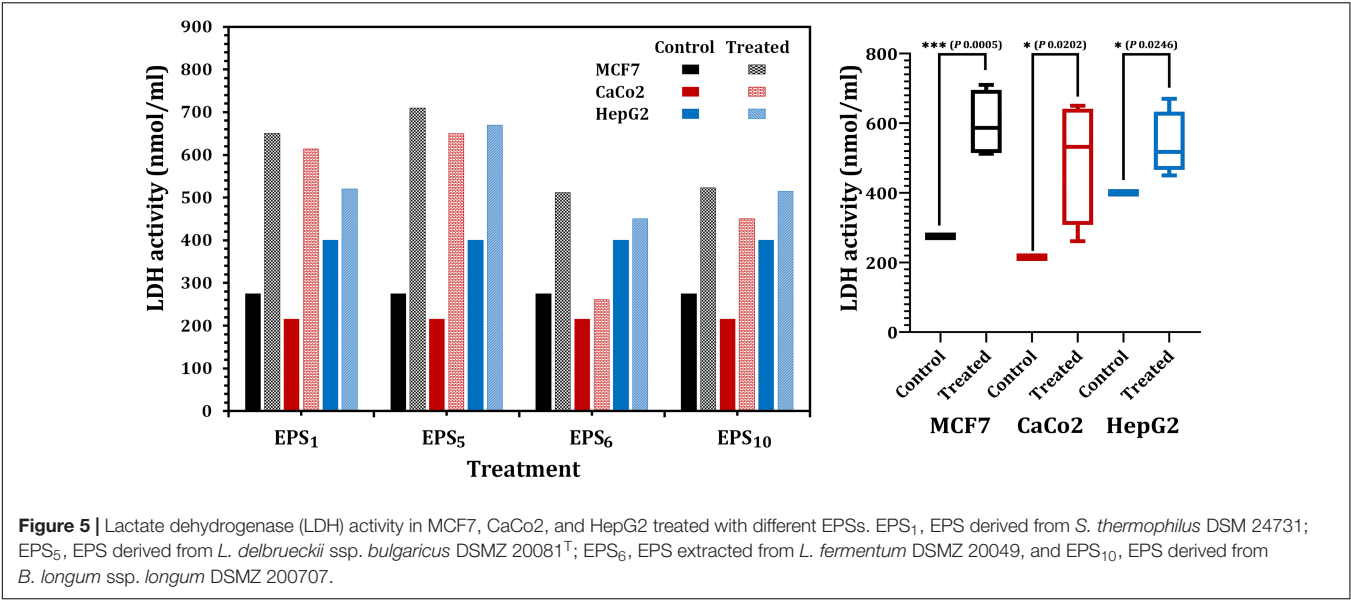 900
800
700
600
500
400
300
200
100
0
LDH activity (nmol/ml)
Control Treated
MCF7
CaCo2
HepG2
EPS1 EPS5 EPS6 EPS10
Treatment
800
600
400
200
0
LDH activity (nmol/ml)
*** (P 0.0005) * (P 0.0202) * (P 0.0246)
Control Treated Control Treated Control Treated
MCF7 CaCo2 HepG2
Figure 5 | Lactate dehydrogenase (LDH) activity in MCF7, CaCo2, and HepG2 treated with different EPSs. EPS1, EPS derived from S. thermophilus DSM 24731;
EPS5, EPS derived from L. delbrueckii ssp. bulgaricus DSMZ 20081T; EPS6, EPS extracted from L. fermentum DSMZ 20049, and EPS10, EPS derived from
B. longum ssp. longum DSMZ 200707.